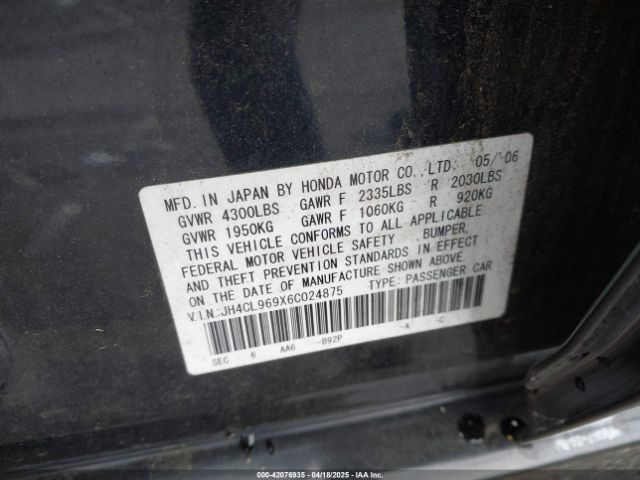 MFD. IN JAPAN BY HONDA MOTOR CO.,LTD. 05/'06
GVWR 4300LBS GAWR F 2335LBS R 2030LBS
GVWR 1950KG GAWR F 1060KG R 920KG
THIS VEHICLE CONFORMS TO ALL APPLICABLE
FEDERAL MOTOR VEHICLE SAFETY, BUMPER,
AND THEFT PREVENTION STANDARDS IN EFFECT
ON THE DATE OF MANUFACTURE SHOWN ABOVE.
V.I.N.:JH4CL969X6C024875 TYPE: PASSENGER CAR
SEC 6 AA6 -B92P -A -C
000-42076935 - 04/18/2025 - IAA Inc.